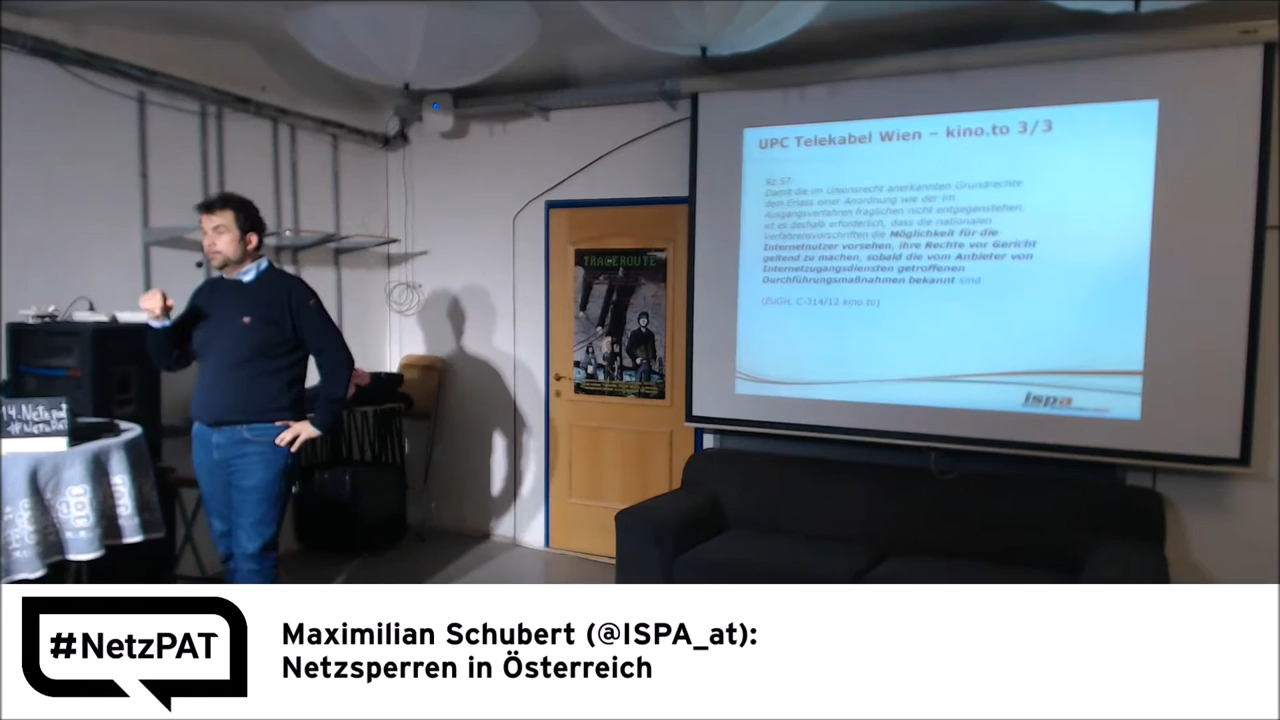 UPC Telekabel Wien – kino.to 3/3
Rz 57
Damit die im Unionsrecht anerkannten Grundrechte
dem Erlass einer Anordnung wie der im
Ausgangsverfahren fraglichen nicht entgegenstehen,
ist es deshalb erforderlich, dass die nationalen
Verfahrensvorschriften die Möglichkeit für die
Internetnutzer vorsehen, ihre Rechte vor Gericht
geltend zu machen, sobald die vom Anbieter von
Internetzugangsdiensten getroffenen
Durchführungsmaßnahmen bekannt sind
(EuGH, C-314/12 kino.to)
ispa
TRACEROUTE
14.Netzpat
#NetzPAT
#NetzPAT
Maximilian Schubert (@ISPA_at):
Netzsperren in Österreich